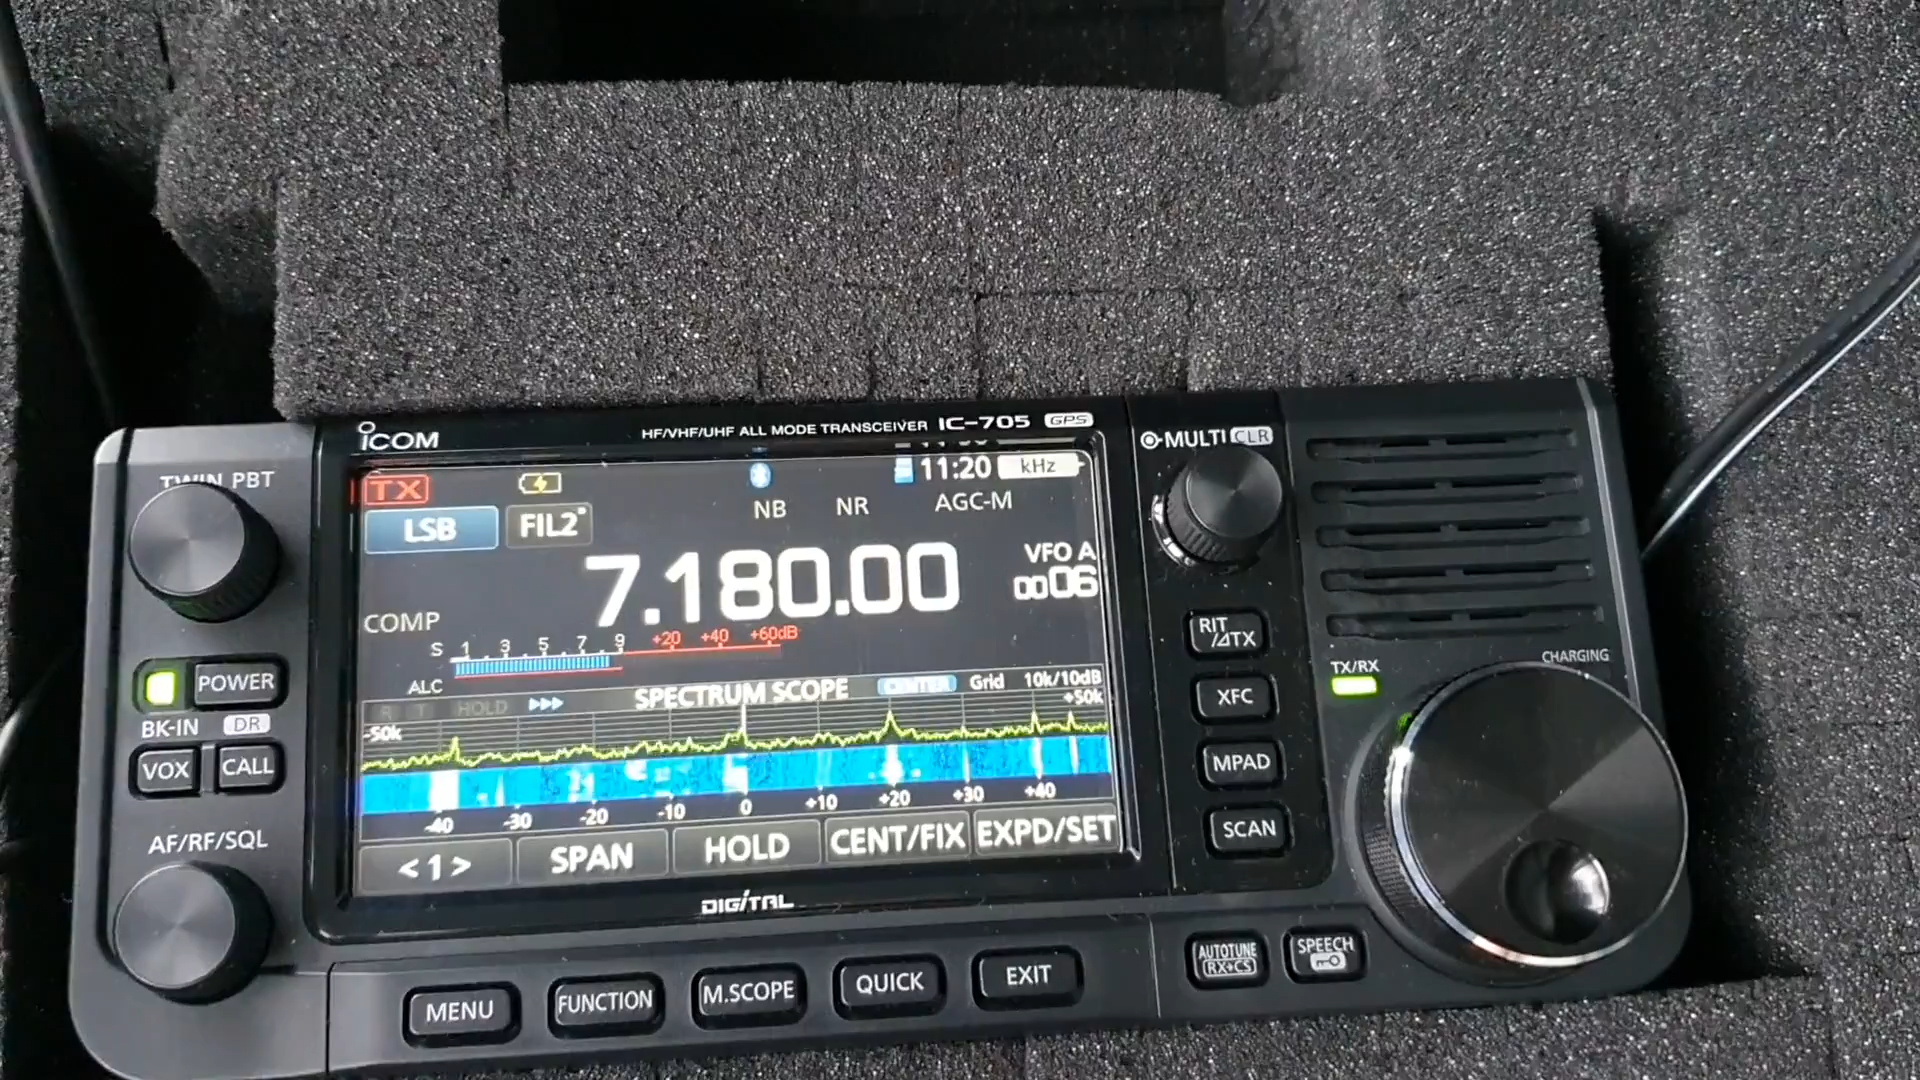 ICOM
HF/VHF/UHF ALL MODE TRANSCEIVER IC-705 GPS
MULTI CLR
TWIN PBT
TX
11:20 kHz
NB NR AGC-M
LSB FIL2
7.180.00
VFO A
0006
COMP
S 1 3 5 7 9 +20 +40 +60dB
ALC
R T HOLD SPECTRUM SCOPE CENTER Grid 10k/10dB
-50k +50k
-40 -30 -20 -10 0 +10 +20 +30 +40
<1> SPAN HOLD CENT/FIX EXPD/SET
DIGITAL
POWER
BK-IN DR
VOX CALL
AF/RF/SQL
RIT/⊿TX
XFC
MPAD
SCAN
TX/RX
CHARGING
MENU FUNCTION M.SCOPE QUICK EXIT
AUTOTUNE
RX→CS
SPEECH